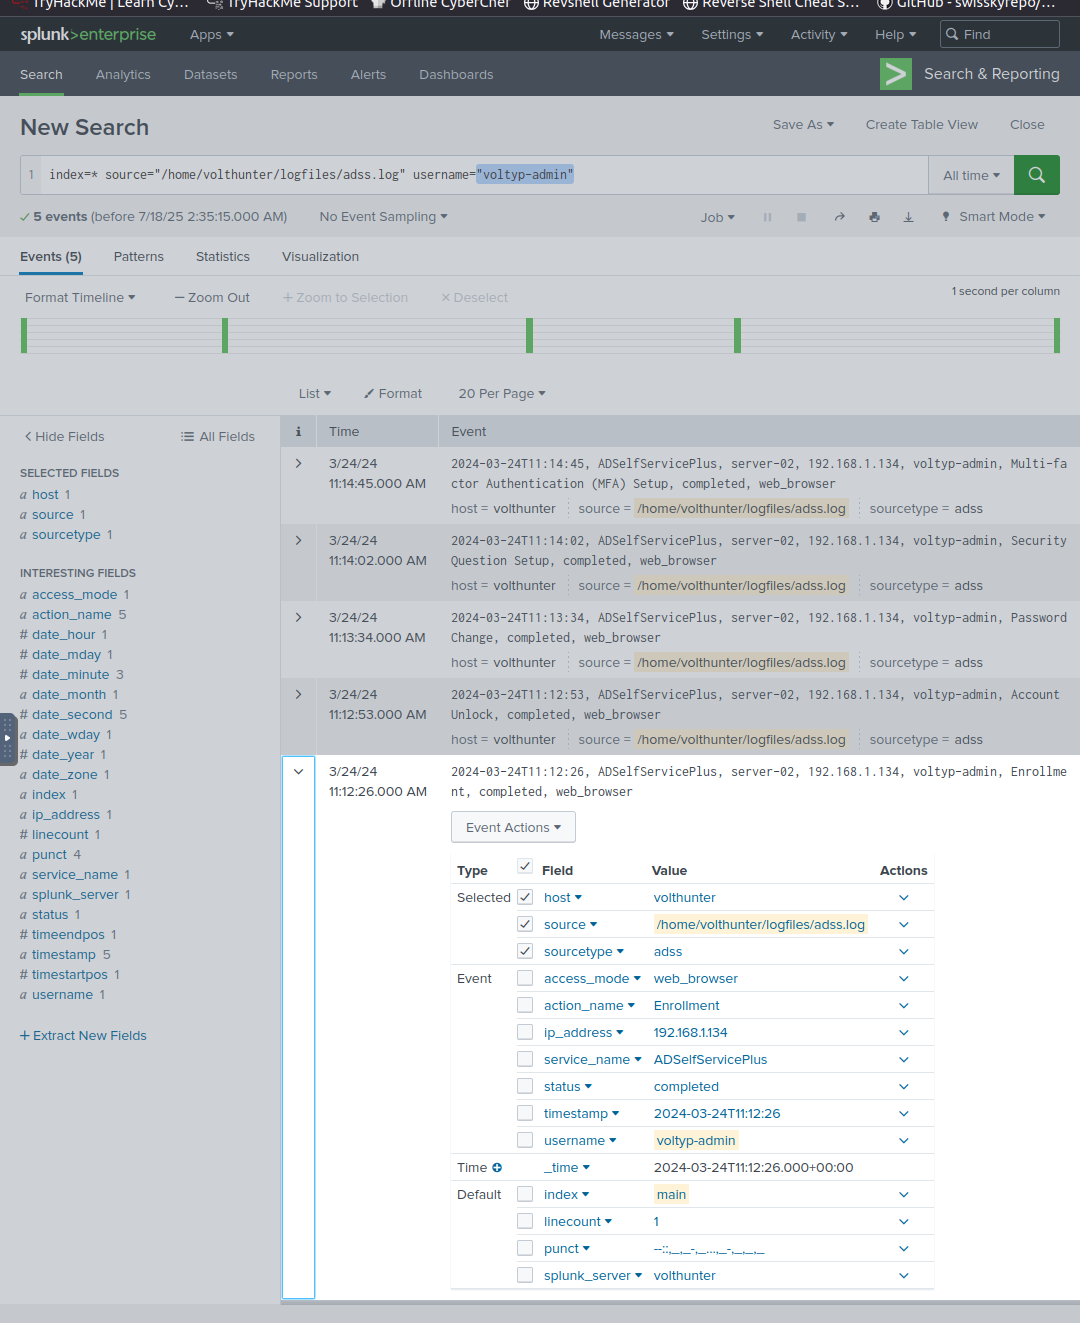 TryHackMe | Learn Cy... TryHackMe Support Offline CyberChef Revshell Generator Reverse Shell Cheat S... GitHub - swisskyrepo/...
splunk>enterprise Apps Messages Settings Activity Help Find
Search Analytics Datasets Reports Alerts Dashboards > Search & Reporting
New Search Save As Create Table View Close
1 index=* source="/home/volthunter/logfiles/adss.log" username="voltyp-admin" All time
5 events (before 7/18/25 2:35:15.000 AM) No Event Sampling Job Smart Mode
Events (5) Patterns Statistics Visualization
Format Timeline — Zoom Out + Zoom to Selection × Deselect 1 second per column
List Format 20 Per Page
< Hide Fields All Fields
SELECTED FIELDS
a host 1
a source 1
a sourcetype 1
INTERESTING FIELDS
a access_mode 1
a action_name 5
# date_hour 1
# date_mday 1
# date_minute 3
a date_month 1
# date_second 5
a date_wday 1
# date_year 1
a date_zone 1
a index 1
a ip_address 1
# linecount 1
a punct 4
a service_name 1
a splunk_server 1
a status 1
# timeendpos 1
a timestamp 5
# timestartpos 1
a username 1
+ Extract New Fields
i Time Event
> 3/24/24 2024-03-24T11:14:45, ADSelfServicePlus, server-02, 192.168.1.134, voltyp-admin, Multi-fa
11:14:45.000 AM ctor Authentication (MFA) Setup, completed, web_browser
host = volthunter source = /home/volthunter/logfiles/adss.log sourcetype = adss
> 3/24/24 2024-03-24T11:14:02, ADSelfServicePlus, server-02, 192.168.1.134, voltyp-admin, Security
11:14:02.000 AM Question Setup, completed, web_browser
host = volthunter source = /home/volthunter/logfiles/adss.log sourcetype = adss
> 3/24/24 2024-03-24T11:13:34, ADSelfServicePlus, server-02, 192.168.1.134, voltyp-admin, Password
11:13:34.000 AM Change, completed, web_browser
host = volthunter source = /home/volthunter/logfiles/adss.log sourcetype = adss
> 3/24/24 2024-03-24T11:12:53, ADSelfServicePlus, server-02, 192.168.1.134, voltyp-admin, Account
11:12:53.000 AM Unlock, completed, web_browser
host = volthunter source = /home/volthunter/logfiles/adss.log sourcetype = adss
3/24/24 2024-03-24T11:12:26, ADSelfServicePlus, server-02, 192.168.1.134, voltyp-admin, Enrollme
11:12:26.000 AM nt, completed, web_browser
Event Actions
Type Field Value Actions
Selected host volthunter
source /home/volthunter/logfiles/adss.log
sourcetype adss
Event access_mode web_browser
action_name Enrollment
ip_address 192.168.1.134
service_name ADSelfServicePlus
status completed
timestamp 2024-03-24T11:12:26
username voltyp-admin
Time _time 2024-03-24T11:12:26.000+00:00
Default index main
linecount 1
punct --::,_,_-,_...,_-,_,_,_
splunk_server volthunter